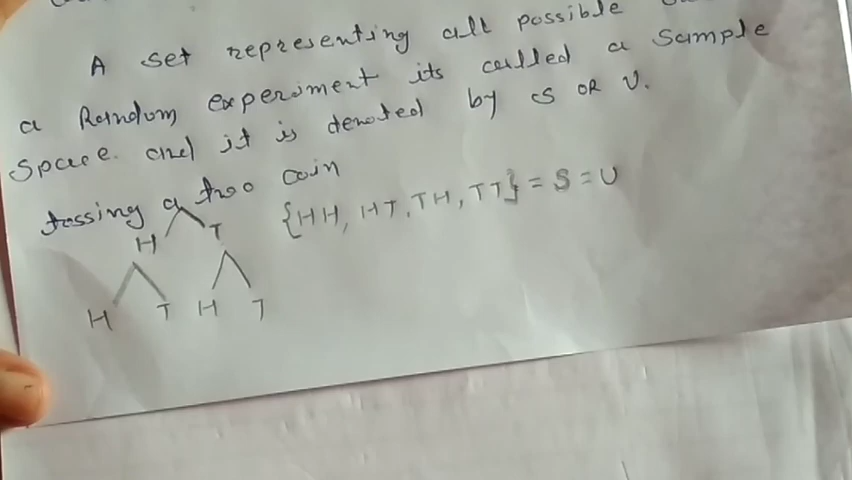 A set representing all possible
a Random experiment its called a sample
space. and it is denoted by S OR U.
tossing a two coin
{HH, HT, TH, TT} = S = U
H T
H T H T